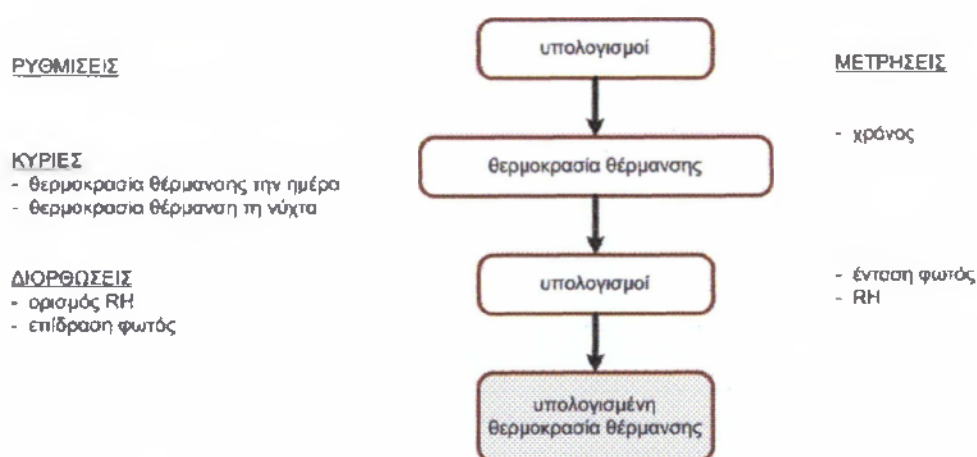 ΡΥΘΜΙΣΕΙΣ
ΚΥΡΙΕΣ
- θερμοκρασία θέρμανσης την ημέρα
- θερμοκρασία θέρμανση τη νύχτα
ΔΙΟΡΘΩΣΕΙΣ
- ορισμός RH
- επίδραση φωτός
υπολογισμοί
θερμοκρασία θέρμανσης
υπολογισμοί
υπολογισμένη
θερμοκρασία θέρμανσης
ΜΕΤΡΗΣΕΙΣ
- χρόνος
- ένταση φωτός
- RH